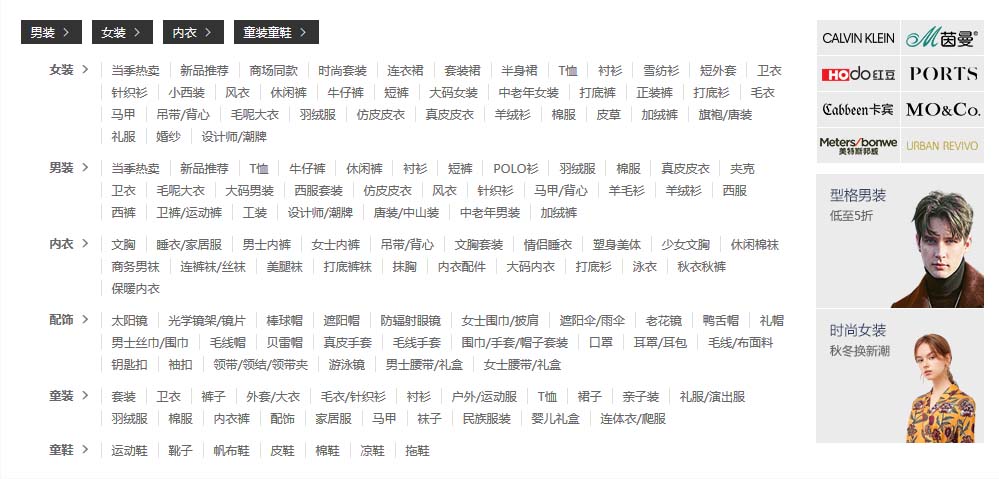 男装 女装 内衣 童装童鞋
女装 当季热卖 新品推荐 商场同款 时尚套装 连衣裙 套装裙 半身裙 T恤 衬衫 雪纺衫 短外套 卫衣
针织衫 小西装 风衣 休闲裤 牛仔裤 短裤 大码女装 中老年女装 打底裤 正装裤 打底衫 毛衣
马甲 吊带/背心 毛呢大衣 羽绒服 仿皮皮衣 真皮皮衣 羊绒衫 棉服 皮草 加绒裤 旗袍/唐装
礼服 婚纱 设计师/潮牌
男装 当季热卖 新品推荐 T恤 牛仔裤 休闲裤 衬衫 短裤 POLO衫 羽绒服 棉服 真皮皮衣 夹克
卫衣 毛呢大衣 大码男装 西服套装 仿皮皮衣 风衣 针织衫 马甲/背心 羊毛衫 羊绒衫 西服
西裤 卫裤/运动裤 工装 设计师/潮牌 唐装/中山装 中老年男装 加绒裤
内衣 文胸 睡衣/家居服 男士内裤 女士内裤 吊带/背心 文胸套装 情侣睡衣 塑身美体 少女文胸 休闲棉袜
商务男袜 连裤袜/丝袜 美腿袜 打底裤袜 抹胸 内衣配件 大码内衣 打底衫 泳衣 秋衣秋裤
保暖内衣
配饰 太阳镜 光学镜架/镜片 棒球帽 遮阳帽 防辐射眼镜 女士围巾/披肩 遮阳伞/雨伞 老花镜 鸭舌帽 礼帽
男士丝巾/围巾 毛线帽 贝雷帽 真皮手套 毛线手套 围巾/手套/帽子套装 口罩 耳罩/耳包 毛线/布面料
钥匙扣 袖扣 领带/领结/领带夹 游泳镜 男士腰带/礼盒 女士腰带/礼盒
童装 套装 卫衣 裤子 外套/大衣 毛衣/针织衫 衬衫 户外/运动服 T恤 裙子 亲子装 礼服/演出服
羽绒服 棉服 内衣裤 配饰 家居服 马甲 袜子 民族服装 婴儿礼盒 连体衣/爬服
童鞋 运动鞋 靴子 帆布鞋 皮鞋 棉鞋 凉鞋 拖鞋
CALVIN KLEIN 茵曼®
HOdo红豆 PORTS
Cabbeen卡宾 MO&Co.
Meters/bonwe URBAN REVIVO
美特斯邦威
型格男装
低至5折
时尚女装
秋冬换新潮